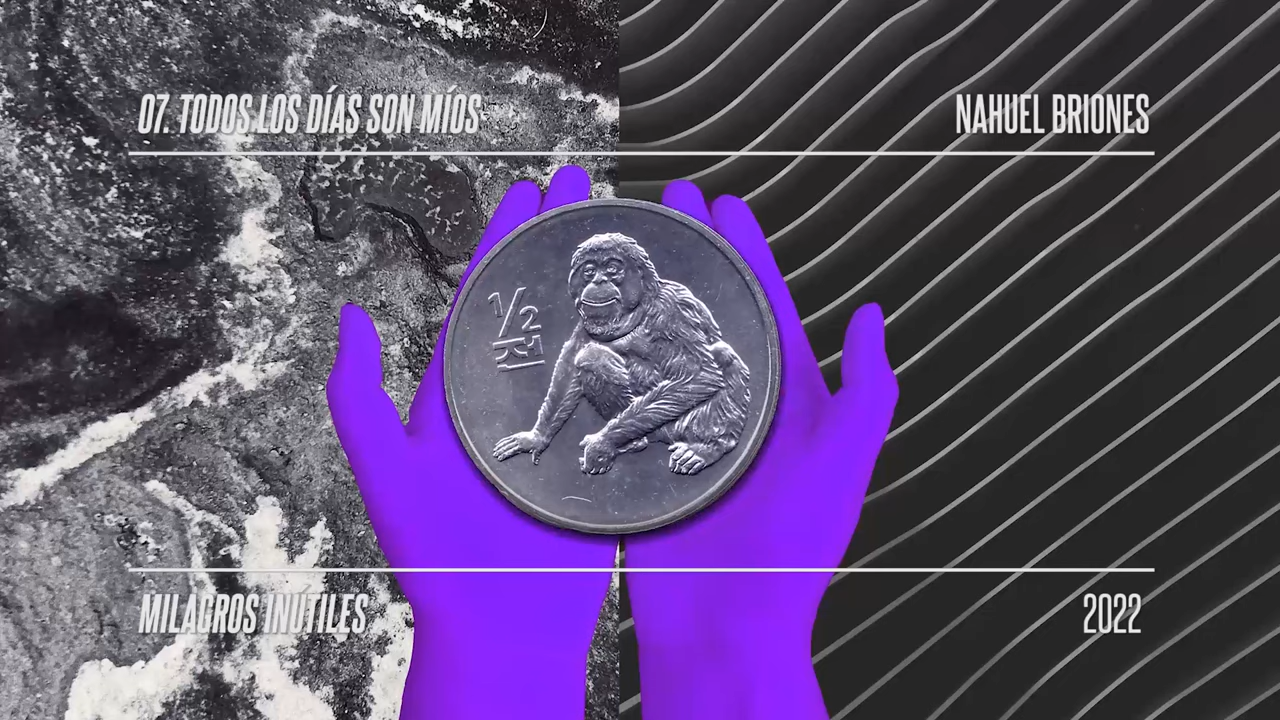 07. TODOS LOS DÍAS SON MÍOS
NAHUEL BRIONES
1/2
전
MILAGROS INÚTILES
2022